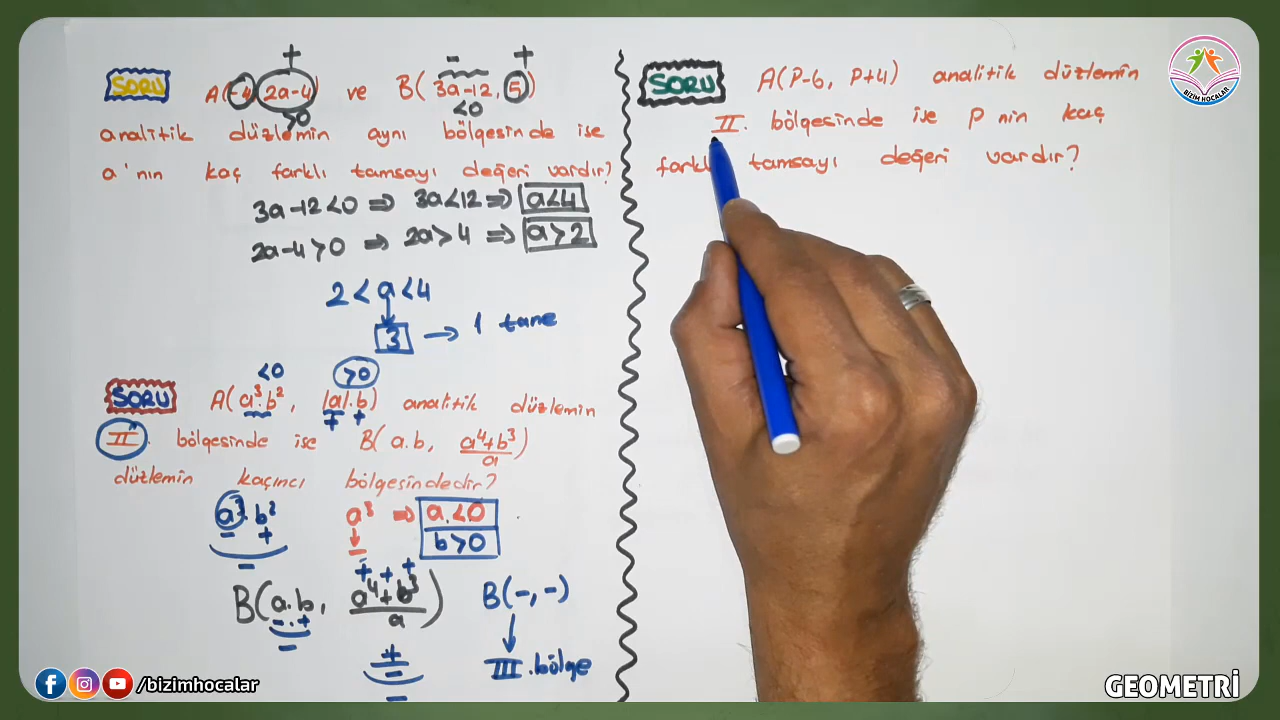 SORU A(-4, 2a-4) ve B(3a-12, 5)
+ - +
>0 <0
analitik düzlemin aynı bölgesinde ise
a'nın kaç farklı tamsayı değeri vardır?
3a-12<0 ⇒ 3a<12 ⇒ a<4
2a-4>0 ⇒ 2a>4 ⇒ a>2
2<a<4
3 → 1 tane
<0 >0
SORU A(a³.b², |a|.b) analitik düzlemin
+ +
II. bölgesinde ise B(a.b, a⁴+b³/a)
düzlemin kaçıncı bölgesindedir?
a³.b² a³ ⇒ a<0
- + - b>0
-
+ + +
B(a.b, a⁴+b³/a) B(-,-)
- . +
-
+/-
-
III.bölge
SORU A(P-6, P+4) analitik düzlemin
II. bölgesinde ise p nin kaç
farklı tamsayı değeri vardır?
BİZİM HOCALAR
/bizimhocalar
GEOMETRİ